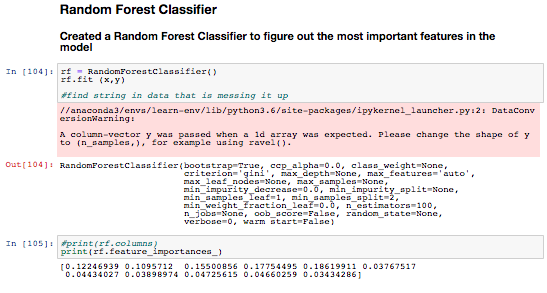 Random Forest Classifier
Created a Random Forest Classifier to figure out the most important features in the
model
In [104]: rf = RandomForestClassifier()
rf.fit (x,y)
#find string in data that is messing it up
//anaconda3/envs/learn-env/lib/python3.6/site-packages/ipykernel_launcher.py:2: DataConv
ersionWarning:
A column-vector y was passed when a 1d array was expected. Please change the shape of y
to (n_samples,), for example using ravel().
Out[104]: RandomForestClassifier(bootstrap=True, ccp_alpha=0.0, class_weight=None,
criterion='gini', max_depth=None, max_features='auto',
max_leaf_nodes=None, max_samples=None,
min_impurity_decrease=0.0, min_impurity_split=None,
min_samples_leaf=1, min_samples_split=2,
min_weight_fraction_leaf=0.0, n_estimators=100,
n_jobs=None, oob_score=False, random_state=None,
verbose=0, warm_start=False)
In [105]: #print(rf.columns)
print(rf.feature_importances_)
[0.12246939 0.1095712  0.15500856 0.17754495 0.18619911 0.03767517
0.04434027 0.03898974 0.04725615 0.04660259 0.03434286]